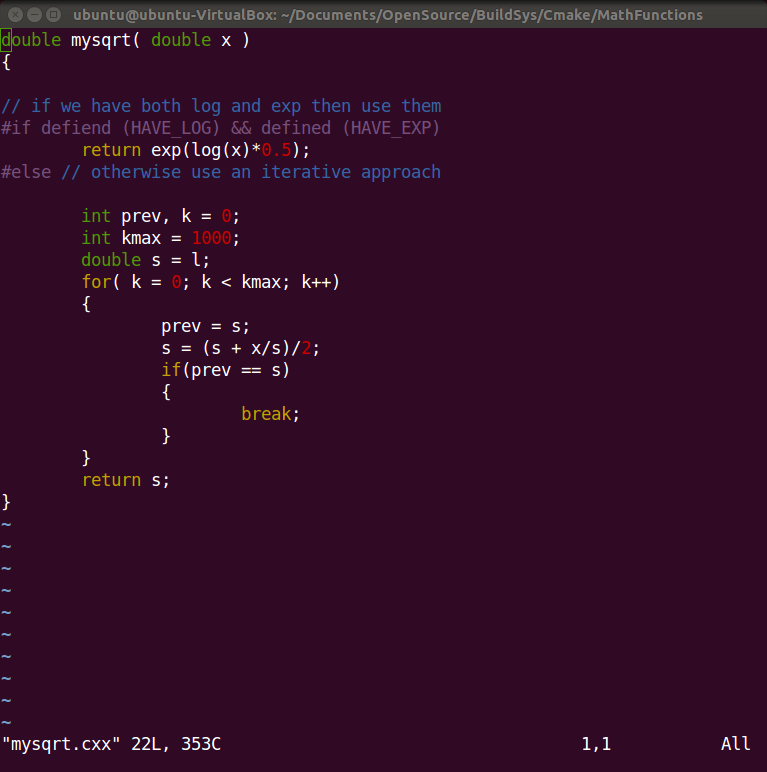 ubuntu@ubuntu-VirtualBox: ~/Documents/OpenSource/BuildSys/Cmake/MathFunctions
double mysqrt( double x )
{
// if we have both log and exp then use them
#if defiend (HAVE_LOG) && defined (HAVE_EXP)
        return exp(log(x)*0.5);
#else // otherwise use an iterative approach
        int prev, k = 0;
        int kmax = 1000;
        double s = l;
        for( k = 0; k < kmax; k++)
        {
                prev = s;
                s = (s + x/s)/2;
                if(prev == s)
                {
                        break;
                }
        }
        return s;
}
~
~
~
~
~
~
~
~
~
~
"mysqrt.cxx" 22L, 353C 1,1 All